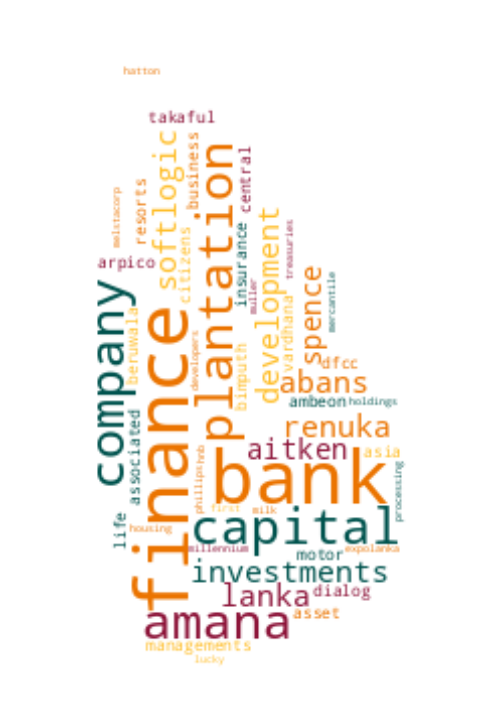 hatton
takaful
softlogic
business
plantation
central
resorts
melstacorp
arpico
citizens
insurance
muller
development
treasuries
mercantile
spence
vardhana
company
beruwala
finance
developers
bimputh
dfcc
abans
ambeon
holdings
renuka
associated
aitken
asia
bank
hnb
phillips
processing
first
milk
capital
life
housing
millennium
motor
expolanka
investments
lanka
dialog
amana
asset
managements
lucky